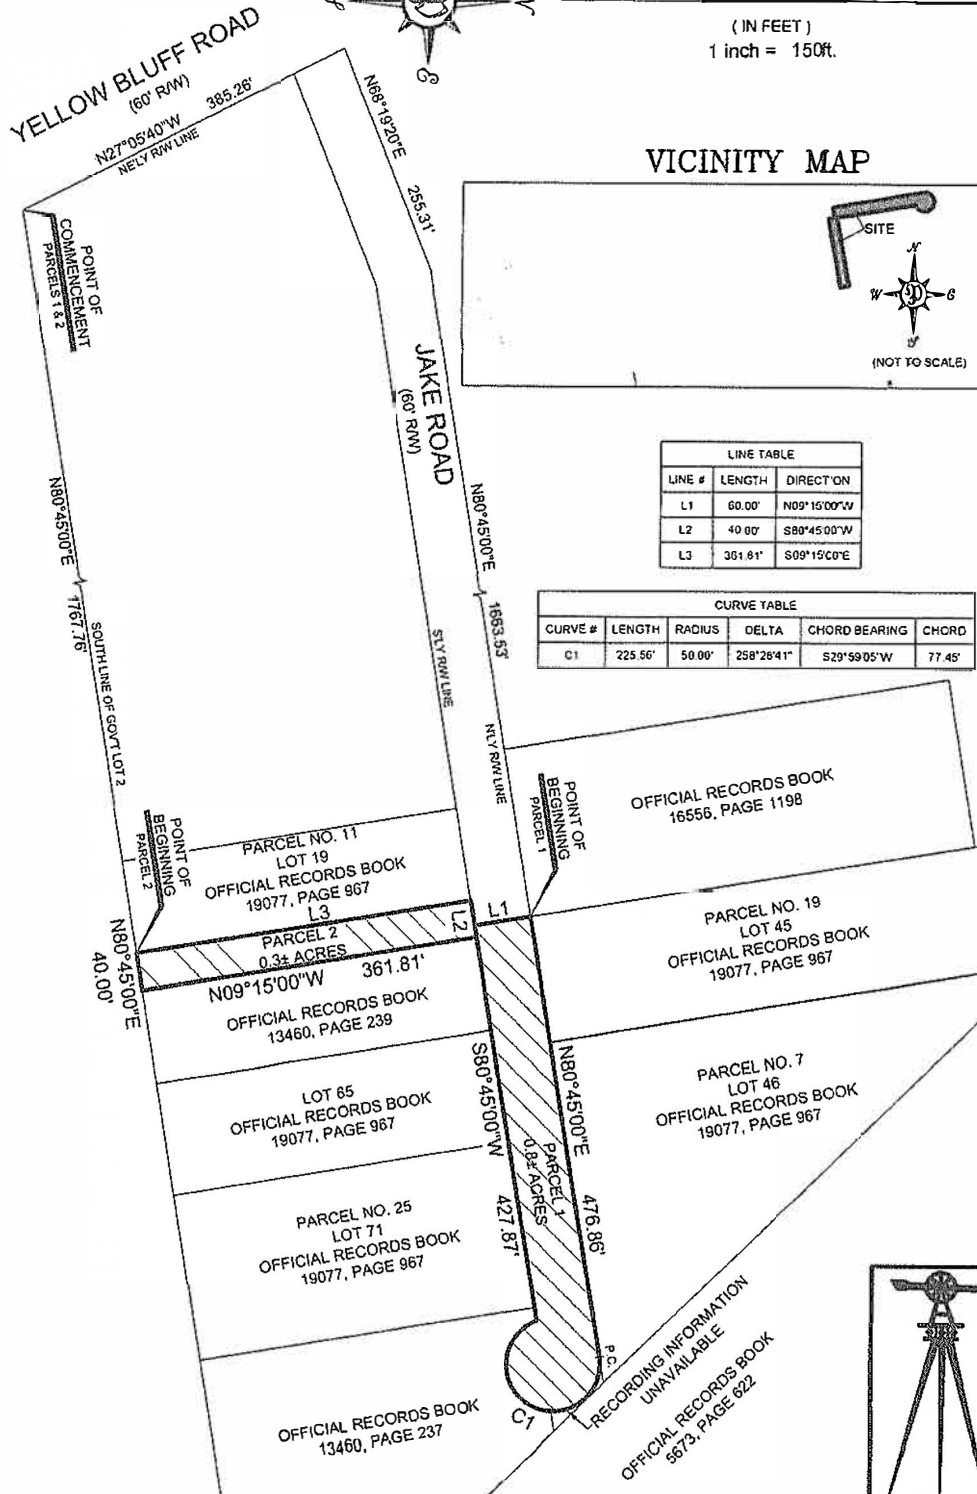 ( IN FEET )
1 inch = 150ft.
YELLOW BLUFF ROAD
(60' R/W)
N27°05'40"W 385.26'
NE'LY R/W LINE
N68°19'20"E 255.31'
VICINITY MAP
SITE
N
W
S
(NOT TO SCALE)
POINT OF
COMMENCEMENT
PARCELS 1 & 2
JAKE ROAD
(60' R/W)
LINE TABLE
LINE # LENGTH DIRECTION
L1 60.00' N09°15'00"W
L2 40.00' S80°45'00"W
L3 361.81' S09°15'00"E
CURVE TABLE
CURVE # LENGTH RADIUS DELTA CHORD BEARING CHORD
C1 225.56' 50.00' 258°28'41" S29°59'05"W 77.45'
N80°45'00"E 1767.76'
SOUTH LINE OF GOV'T LOT 2
N80°45'00"E 1663.53'
S'LY R/W LINE
N'LY R/W LINE
POINT OF
BEGINNING
PARCEL 2
POINT OF
BEGINNING
PARCEL 1
OFFICIAL RECORDS BOOK
16556, PAGE 1198
PARCEL NO. 11
LOT 19
OFFICIAL RECORDS BOOK
19077, PAGE 967
L3
L2
L1
PARCEL 2
0.3± ACRES
N09°15'00"W 361.81'
N80°45'00"E
40.00'
PARCEL NO. 19
LOT 45
OFFICIAL RECORDS BOOK
19077, PAGE 967
OFFICIAL RECORDS BOOK
13460, PAGE 239
PARCEL NO. 7
LOT 46
OFFICIAL RECORDS BOOK
19077, PAGE 967
LOT 65
OFFICIAL RECORDS BOOK
19077, PAGE 967
S80°45'00"W 427.87'
N80°45'00"E 476.86'
PARCEL 1
0.8± ACRES
PARCEL NO. 25
LOT 71
OFFICIAL RECORDS BOOK
19077, PAGE 967
P.C.
C1
RECORDING INFORMATION
UNAVAILABLE
OFFICIAL RECORDS BOOK
5673, PAGE 622
OFFICIAL RECORDS BOOK
13460, PAGE 237